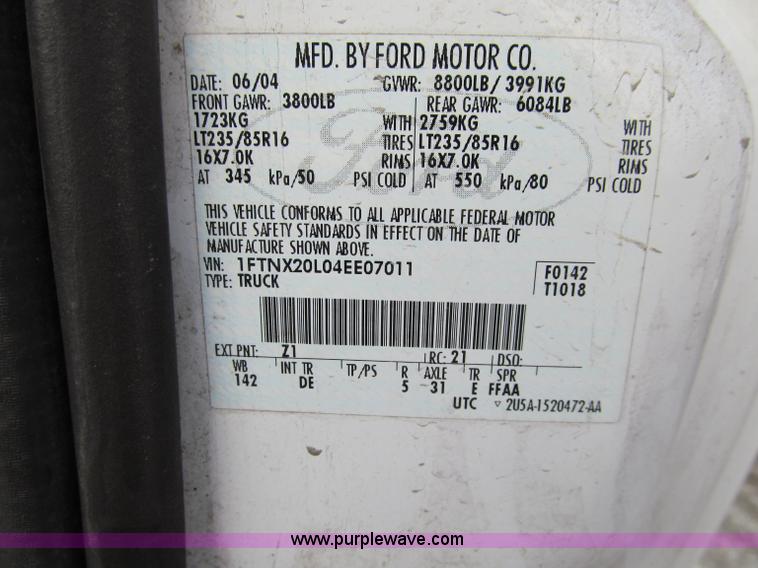 MFD. BY FORD MOTOR CO.
DATE: 06/04 GVWR: 8800LB/ 3991KG
FRONT GAWR: 3800LB REAR GAWR: 6084LB
1723KG WITH 2759KG WITH
LT235/85R16 TIRES LT235/85R16 TIRES
16X7.0K RIMS 16X7.0K RIMS
AT 345 kPa/50 PSI COLD AT 550 kPa/80 PSI COLD
Ford
THIS VEHICLE CONFORMS TO ALL APPLICABLE FEDERAL MOTOR
VEHICLE SAFETY STANDARDS IN EFFECT ON THE DATE OF
MANUFACTURE SHOWN ABOVE.
VIN: 1FTNX20L04EE07011 F0142
TYPE: TRUCK T1018
EXT PNT: Z1 RC: 21 DSO:
WB INT TR TP/PS R AXLE TR SPR
142 DE 5 31 E FFAA
UTC ▽ 2U5A-1520472-AA
www.purplewave.com